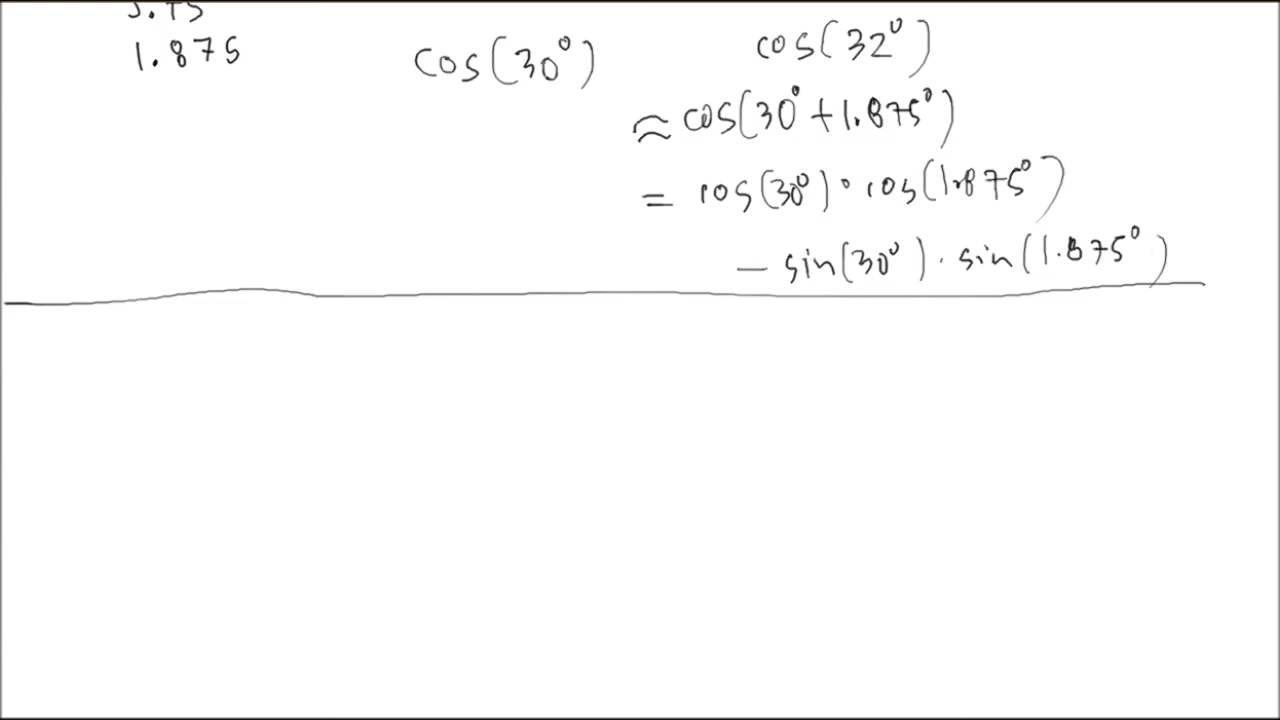 1.875
cos(30°)
cos(32°)
≈ cos(30° + 1.875°)
= cos(30°) · cos(1.875°)
− sin(30°) · sin(1.875°)